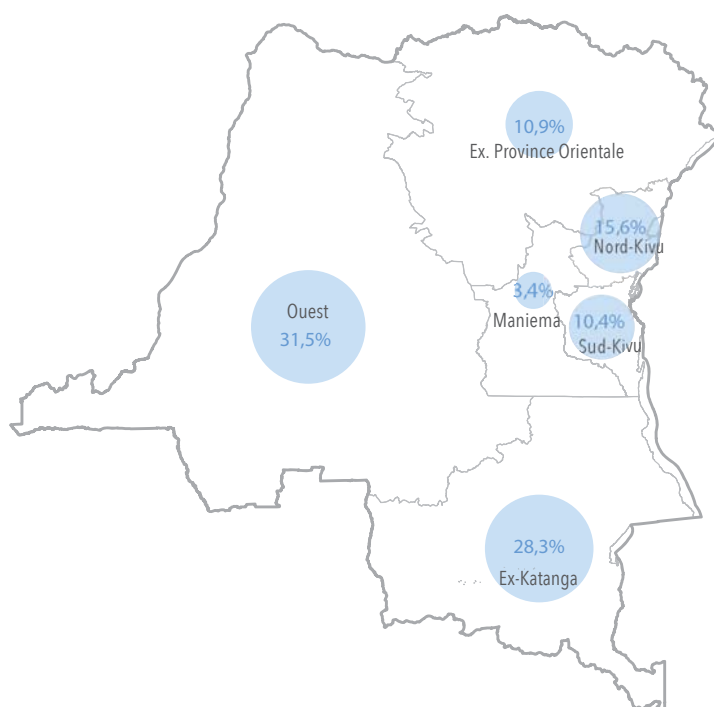 10,9%
Ex. Province Orientale
15,6%
Nord-Kivu
3,4%
Maniema
10,4%
Sud-Kivu
Ouest
31,5%
28,3%
Ex-Katanga